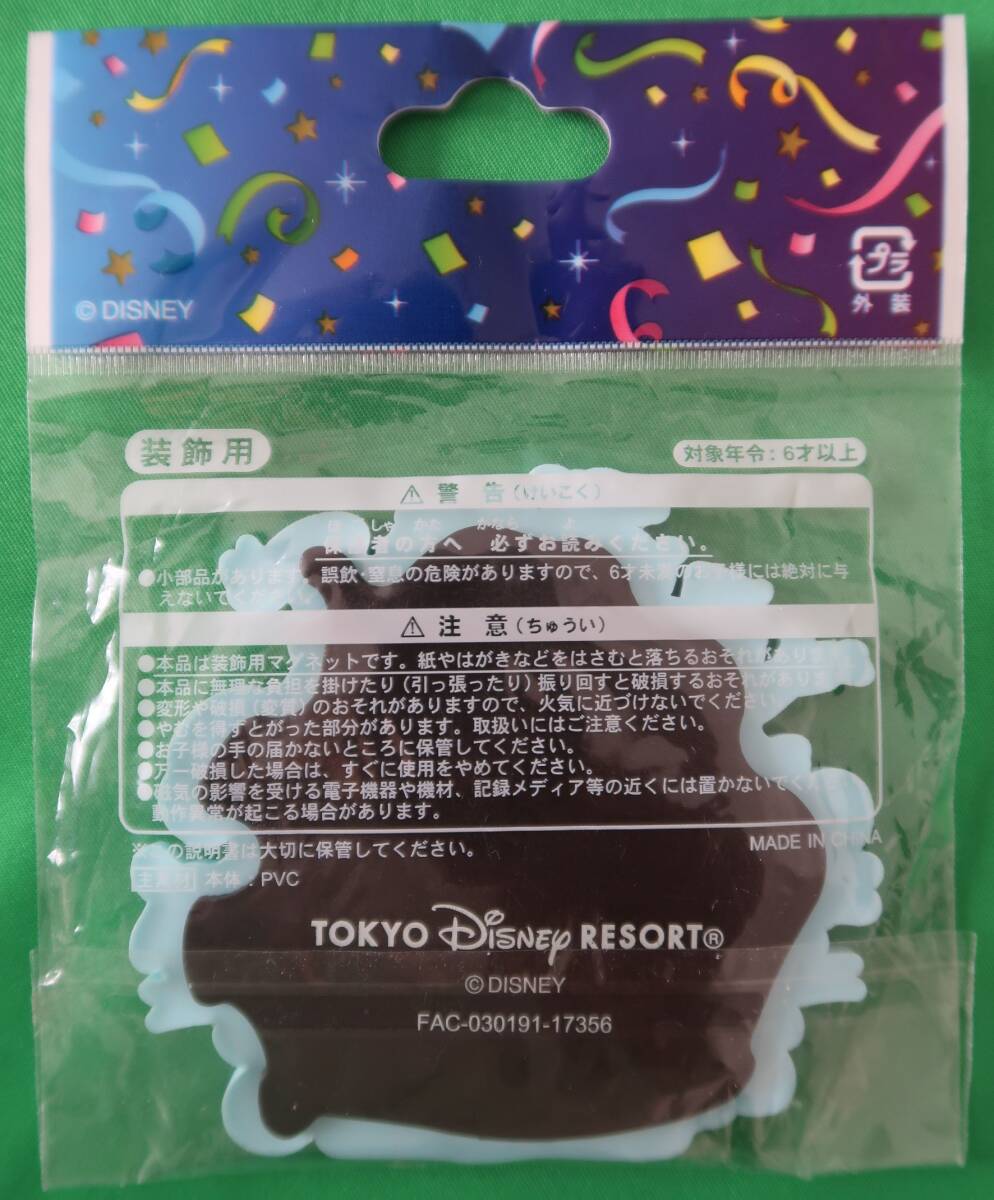 © DISNEY
プラ
外装
装飾用
対象年令：6才以上
⚠ 警告（けいこく）
ほ しゃ かた かなら よ
保護者の方へ 必ずお読みください。
●小部品があります。誤飲・窒息の危険がありますので、6才未満のお子様には絶対に与
えないでください。
⚠ 注意（ちゅうい）
●本品は装飾用マグネットです。紙やはがきなどをはさむと落ちるおそれがありま
●本品に無理な負担を掛けたり（引っ張ったり）振り回すと破損するおそれがありま
●変形や破損（変質）のおそれがありますので、火気に近づけないでください。
●やむを得ずとがった部分があります。取扱いにはご注意ください。
●お子様の手の届かないところに保管してください。
●万一破損した場合は、すぐに使用をやめてください。
●磁気の影響を受ける電子機器や機材、記録メディア等の近くには置かないでくだ
動作異常が起こる場合があります。
※この説明書は大切に保管してください。
MADE IN CHINA
主素材 本体：PVC
TOKYO DISNEY RESORT®
© DISNEY
FAC-030191-17356